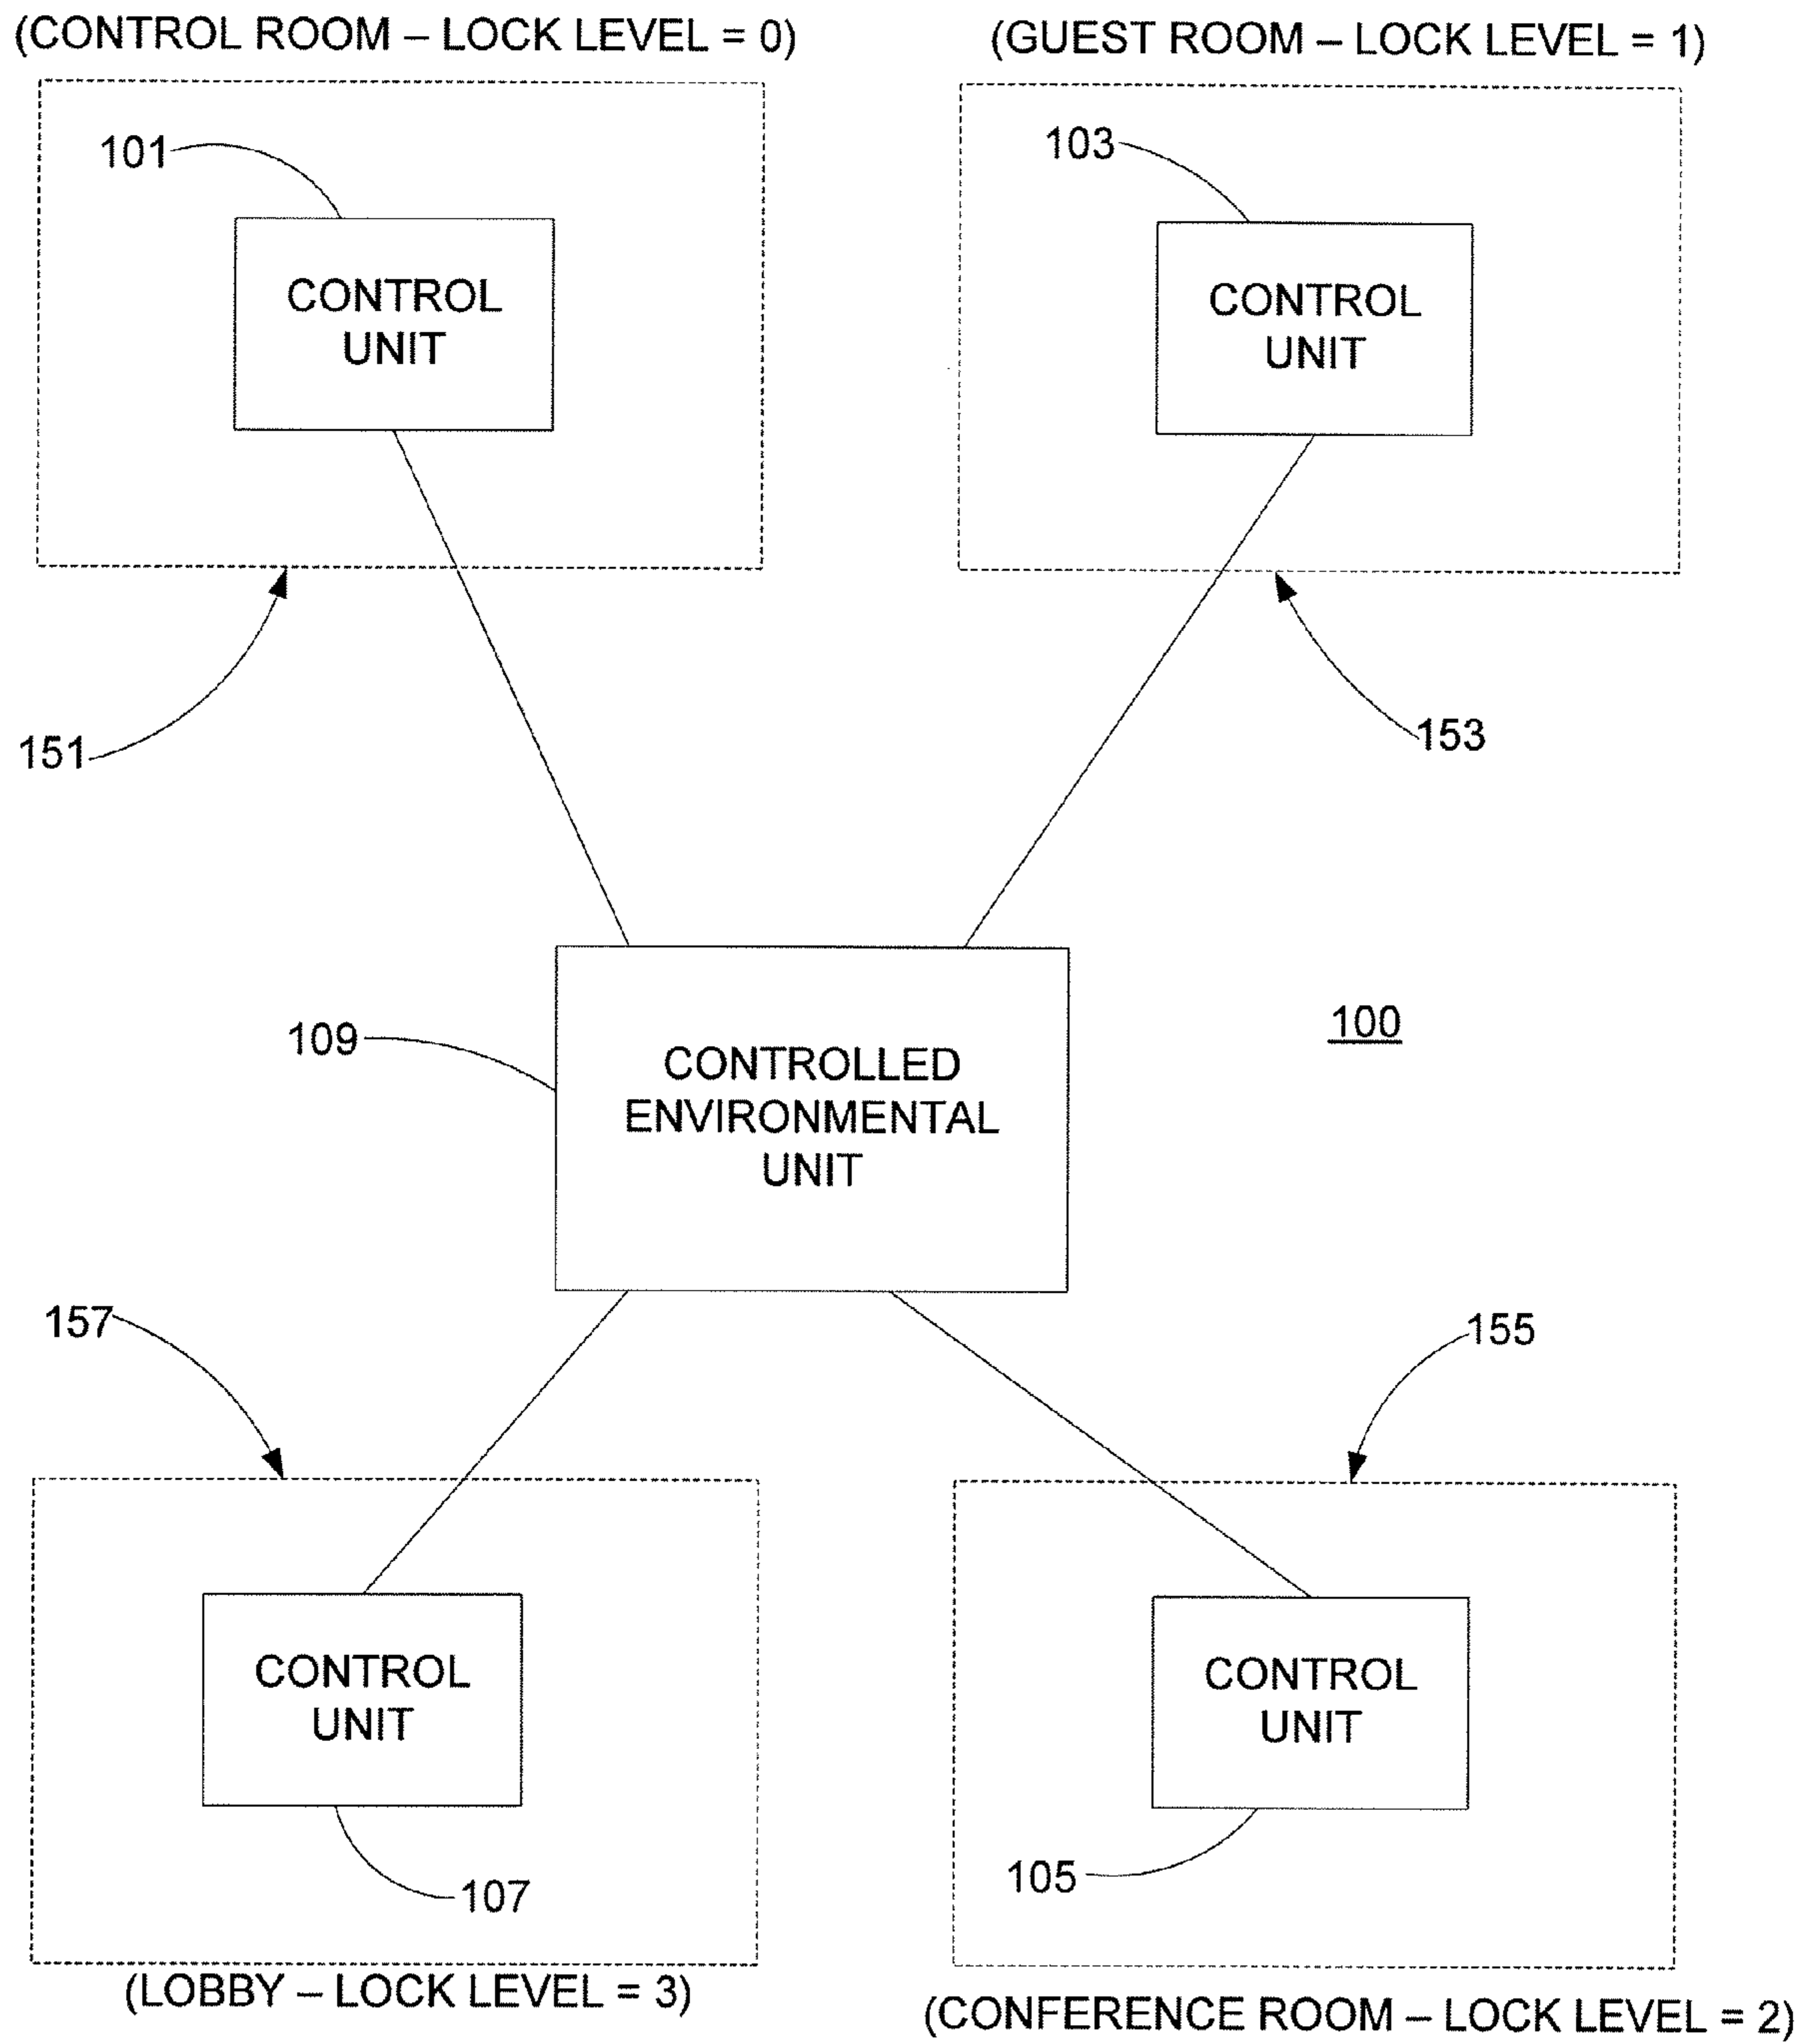 (CONTROL ROOM – LOCK LEVEL = 0)
(GUEST ROOM – LOCK LEVEL = 1)
101
103
CONTROL
UNIT
CONTROL
UNIT
151
153
100
109
CONTROLLED
ENVIRONMENTAL
UNIT
157
155
CONTROL
UNIT
CONTROL
UNIT
105
107
(LOBBY – LOCK LEVEL = 3)
(CONFERENCE ROOM – LOCK LEVEL = 2)